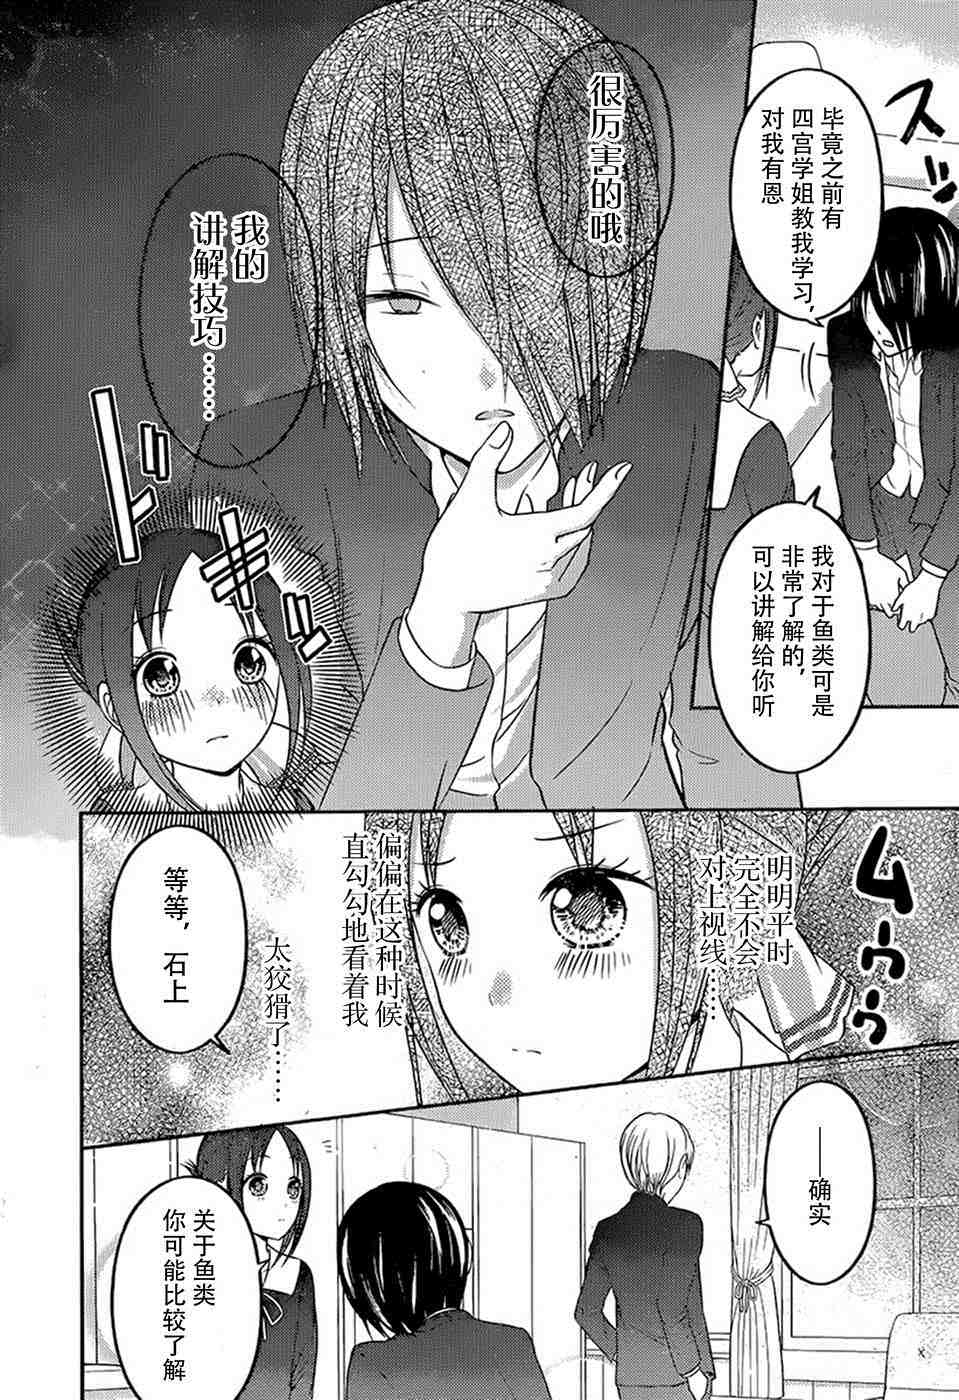 毕竟之前有
四宫学姐教我学习，
对我有恩
ス
ッ
我对于鱼类可是
非常了解的，
可以讲解给你听
很厉害的哦
我的
讲解技巧……
ドキドキ
明明平时
完全不会
对上视线……
ムゥゥ
偏偏在这种时候
直勾勾地看着我
太狡猾了……
等等，石上
——确实
关于鱼类
你可能比较了解